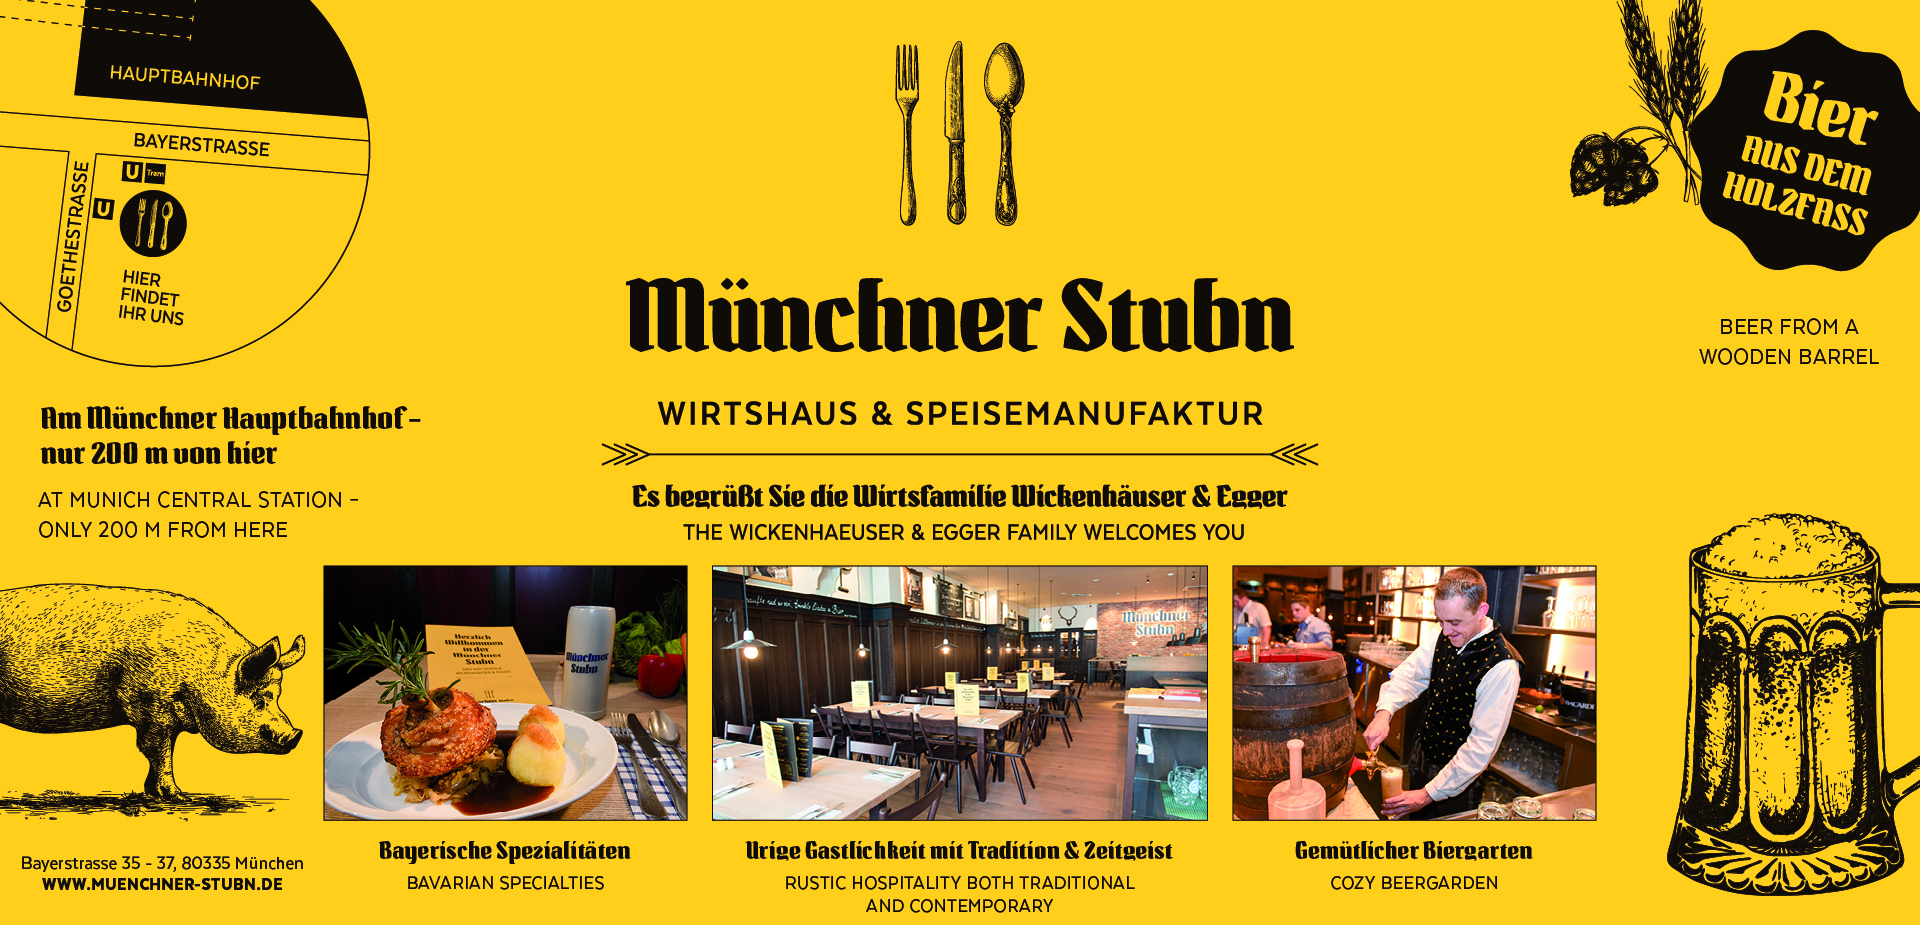 HAUPTBAHNHOF
BAYERSTRASSE
U Tram
U
GOETHESTRASSE
HIER
FINDET
IHR UNS
Am Münchner Hauptbahnhof –
nur 200 m von hier
AT MUNICH CENTRAL STATION –
ONLY 200 M FROM HERE
Münchner Stubn
WIRTSHAUS & SPEISEMANUFAKTUR
Es begrüßt Sie die Wirtsfamilie Wickenhäuser & Egger
THE WICKENHAEUSER & EGGER FAMILY WELCOMES YOU
Bier
AUS DEM
HOLZFASS
BEER FROM A
WOODEN BARREL
Herzlich
Willkommen
in der
Münchner
Stubn
Münchner
Stubn
Münchner
Stubn
BACARDI
Bayerische Spezialitäten
BAVARIAN SPECIALTIES
Urige Gastlichkeit mit Tradition & Zeitgeist
RUSTIC HOSPITALITY BOTH TRADITIONAL
AND CONTEMPORARY
Gemütlicher Biergarten
COZY BEERGARDEN
Bayerstrasse 35 - 37, 80335 München
WWW.MUENCHNER-STUBN.DE